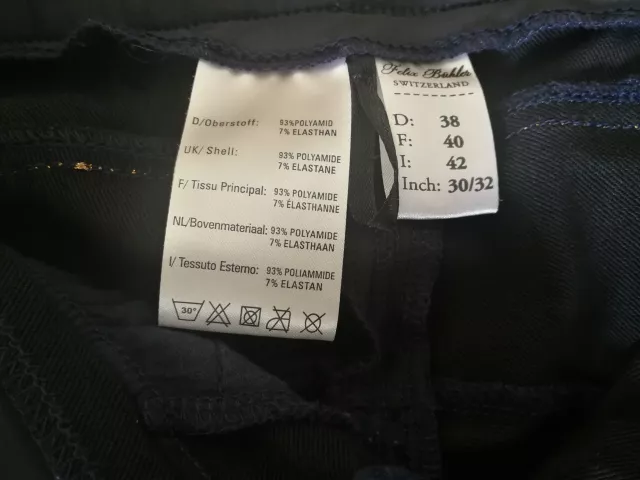 D/Oberstoff: 93%POLYAMID
7% ELASTHAN
UK/ Shell: 93% POLYAMIDE
7% ELASTANE
F/ Tissu Principal: 93% POLYAMIDE
7% ÉLASTHANNE
NL/Bovenmateriaal: 93% POLYAMIDE
7% ELASTHAAN
I/ Tessuto Esterno: 93% POLIAMMIDE
7% ELASTAN
30°
Felix Bühler
SWITZERLAND
D: 38
F: 40
I: 42
Inch: 30/32